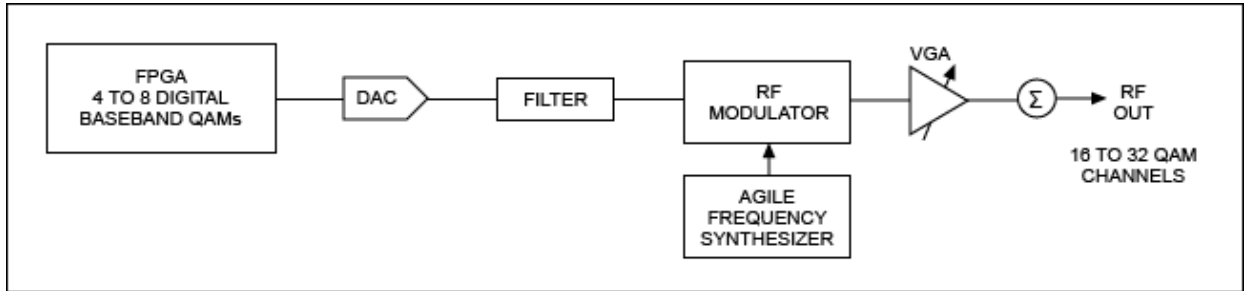 FPGA
4 TO 8 DIGITAL
BASEBAND QAMs
DAC
FILTER
RF
MODULATOR
AGILE
FREQUENCY
SYNTHESIZER
VGA
Σ
RF
OUT
16 TO 32 QAM
CHANNELS